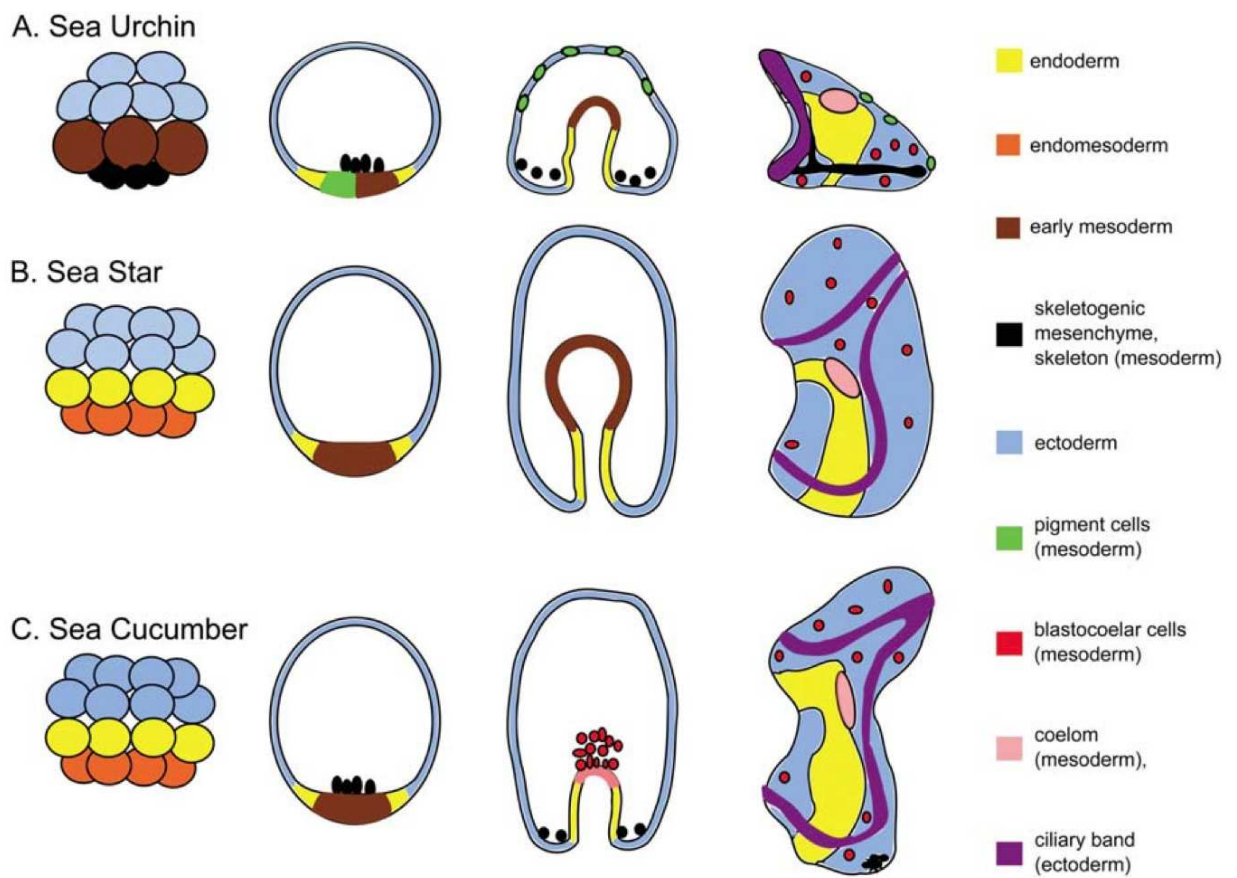 A. Sea Urchin
B. Sea Star
C. Sea Cucumber
endoderm
endomesoderm
early mesoderm
skeletogenic
mesenchyme,
skeleton (mesoderm)
ectoderm
pigment cells
(mesoderm)
blastocoelar cells
(mesoderm)
coelom
(mesoderm),
ciliary band
(ectoderm)